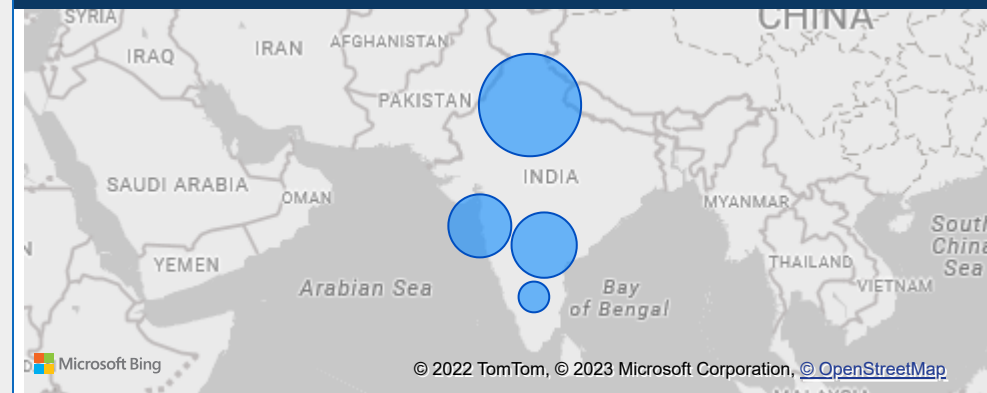 SYRIA
CHINA
IRAQ
IRAN
AFGHANISTAN
PAKISTAN
INDIA
SAUDI ARABIA
OMAN
MYANMAR
YEMEN
THAILAND
South
China
Sea
Arabian Sea
Bay
of Bengal
VIETNAM
Microsoft Bing
© 2022 TomTom, © 2023 Microsoft Corporation, © OpenStreetMap